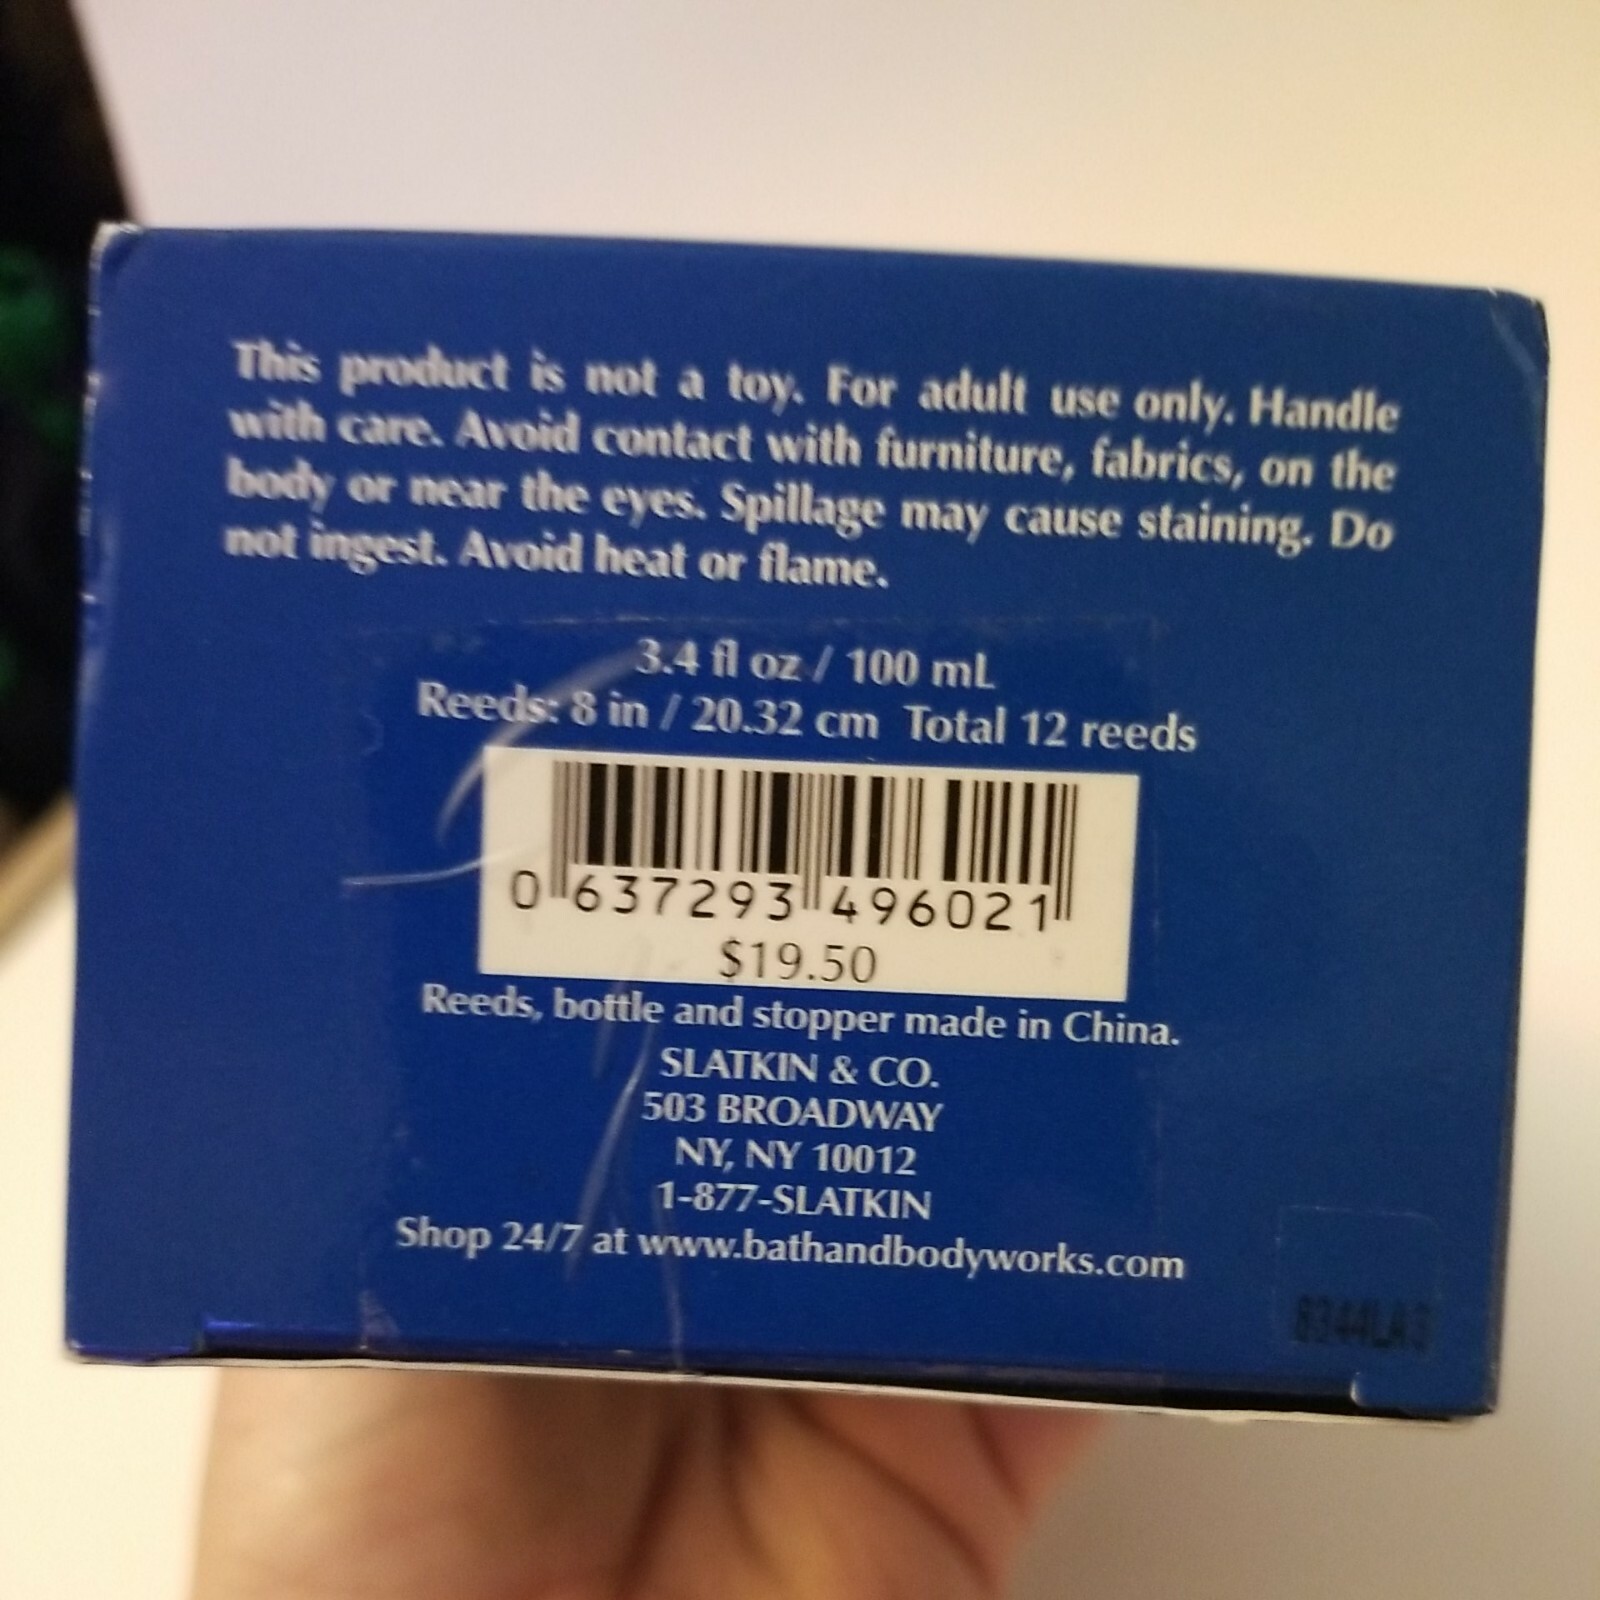 This product is not a toy. For adult use only. Handle
with care. Avoid contact with furniture, fabrics, on the
body or near the eyes. Spillage may cause staining. Do
not ingest. Avoid heat or flame.
3.4 fl oz / 100 mL
Reeds: 8 in / 20.32 cm Total 12 reeds
0 637293 496021
$19.50
Reeds, bottle and stopper made in China.
SLATKIN & CO.
503 BROADWAY
NY, NY 10012
1-877-SLATKIN
Shop 24/7 at www.bathandbodyworks.com
8344LA3